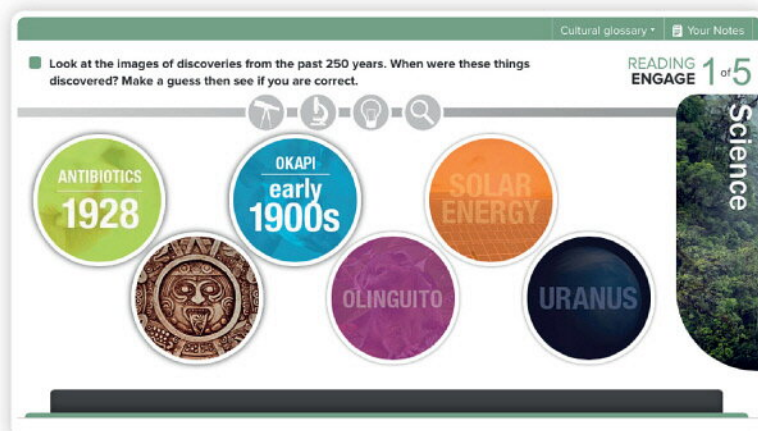 Cultural glossary
Your Notes
Look at the images of discoveries from the past 250 years. When were these things
discovered? Make a guess then see if you are correct.
READING
ENGAGE 1 of 5
Science
ANTIBIOTICS
1928
OKAPI
early
1900s
SOLAR
ENERGY
OLINGUITO
URANUS